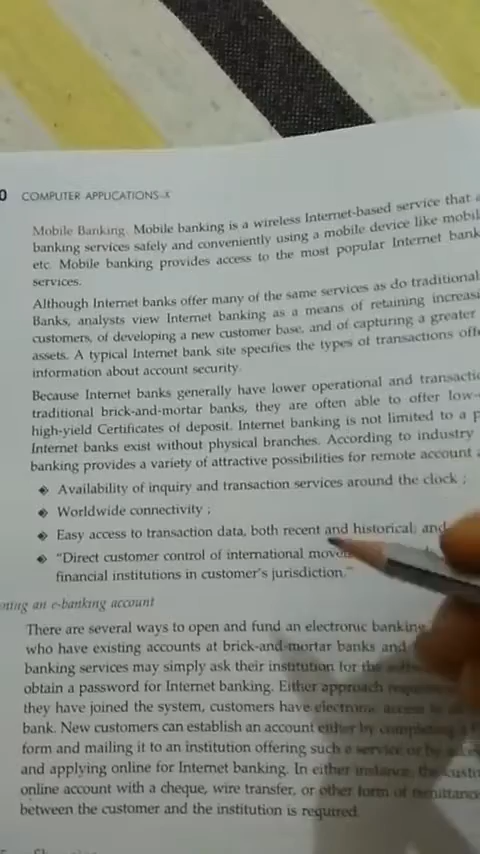 0 COMPUTER APPLICATIONS-X
Mobile Banking. Mobile banking is a wireless Internet-based service that
banking services safely and conveniently using a mobile device like
etc. Mobile banking provides access to the most popular Internet
services.
Although Internet banks offer many of the same services as do traditional
Banks, analysts view Internet banking as a means of retaining
customers, of developing a new customer base, and of capturing a greater
assets. A typical Internet bank site specifies the types of transactions
information about account security.
Because Internet banks generally have lower operational and
traditional brick-and-mortar banks, they are often able to offer
high-yield Certificates of deposit. Internet banking is not limited to a
Internet banks exist without physical branches. According to industry
banking provides a variety of attractive possibilities for remote account
❖ Availability of inquiry and transaction services around the clock ;
❖ Worldwide connectivity ;
❖ Easy access to transaction data, both recent and historical; and
❖ "Direct customer control of international
financial institutions in customer's jurisdiction."
an e-banking account
There are several ways to open and fund an electronic banking
who have existing accounts at brick-and-mortar banks and
banking services may simply ask their institution for the
obtain a password for Internet banking. Either approach
they have joined the system, customers have electronic access
bank. New customers can establish an account either by completing a
form and mailing it to an institution offering such e service or by
and applying online for Internet banking. In either instance, the
online account with a cheque, wire transfer, or other form of
between the customer and the institution is required.